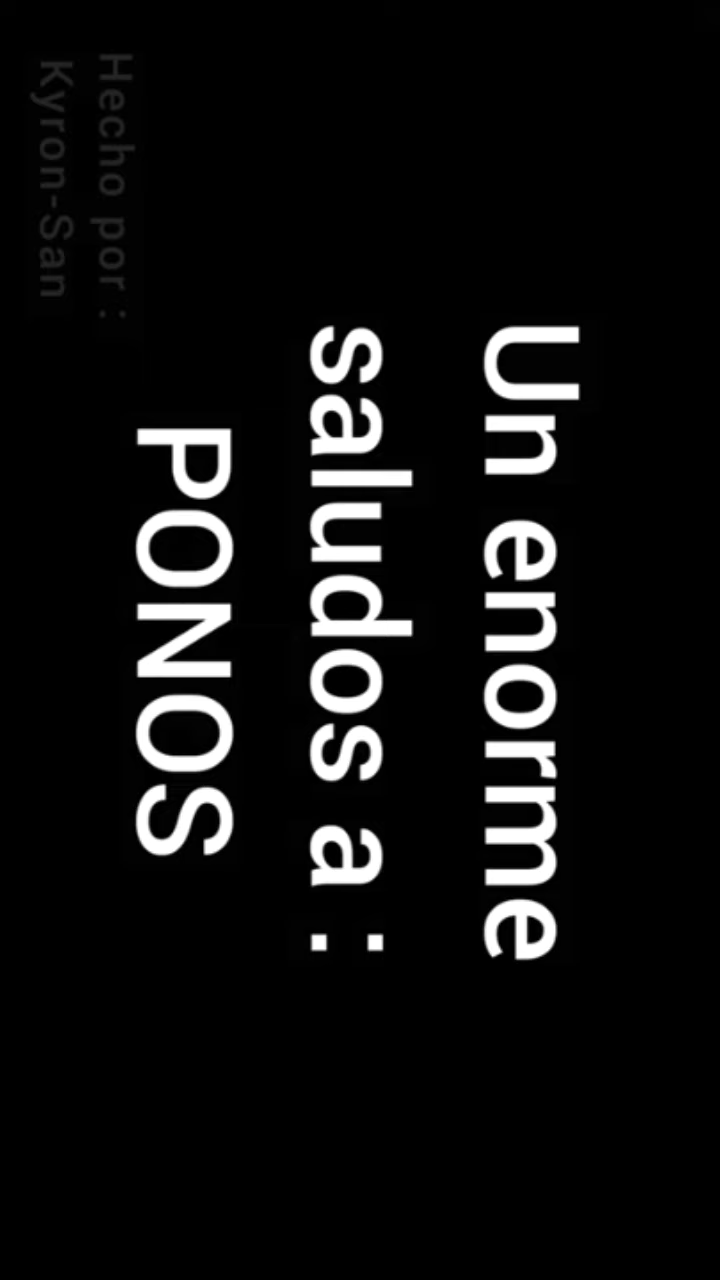 Un enorme
saludos a :
PONOS
Hecho por :
Kyron-San